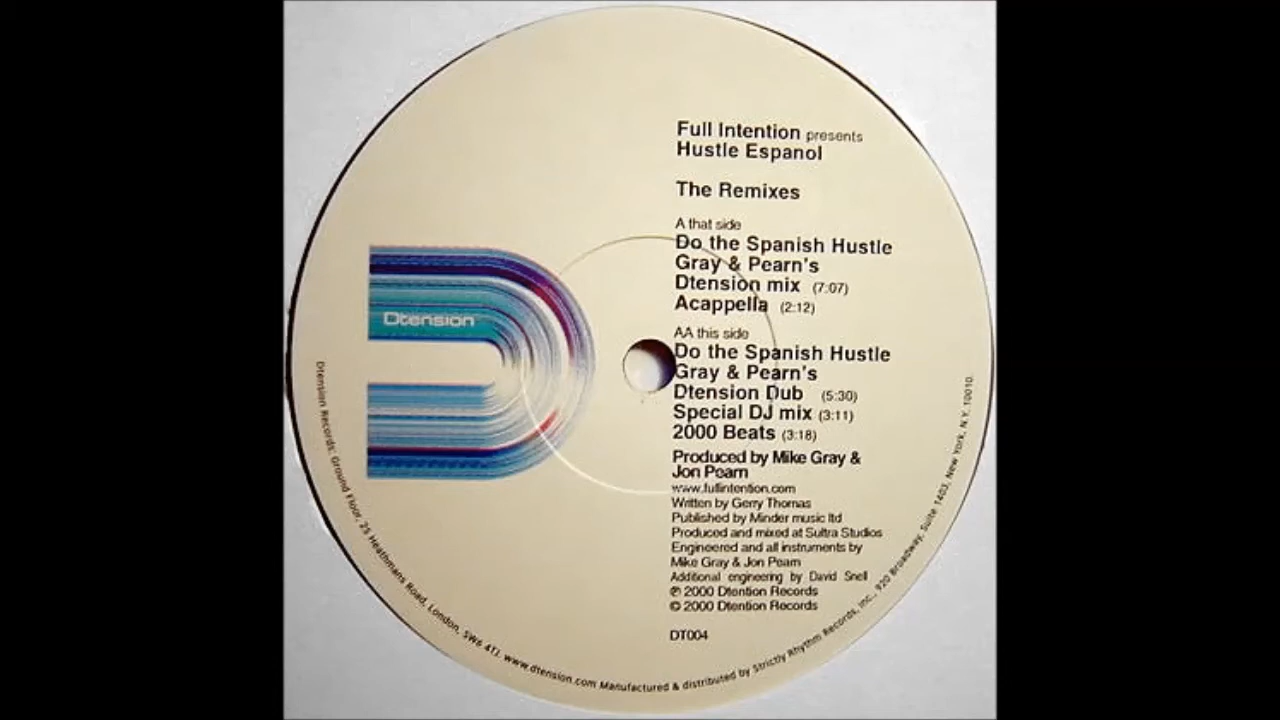 Full Intention presents
Hustle Espanol
The Remixes
A that side
Do the Spanish Hustle
Gray & Pearn's
Dtension mix (7:07)
Acappella (2:12)
AA this side
Do the Spanish Hustle
Gray & Pearn's
Dtension Dub (5:30)
Special DJ mix (3:11)
2000 Beats (3:18)
Produced by Mike Gray &
Jon Pearn
www.fullintention.com
Written by Gerry Thomas
Published by Minder music ltd
Produced and mixed at Sultra Studios
Engineered and all instruments by
Mike Gray & Jon Pearn
Additional engineering by David Snell
℗ 2000 Dtention Records
© 2000 Dtention Records
DT004
Dtension
Dtension Records: Ground Floor, 25 Heathmans Road, London, SW6 4TJ. www.dtension.com Manufactured & distributed by Strictly Rhythm Records, Inc., 920 Broadway, Suite 1403, New York, N.Y. 10010.